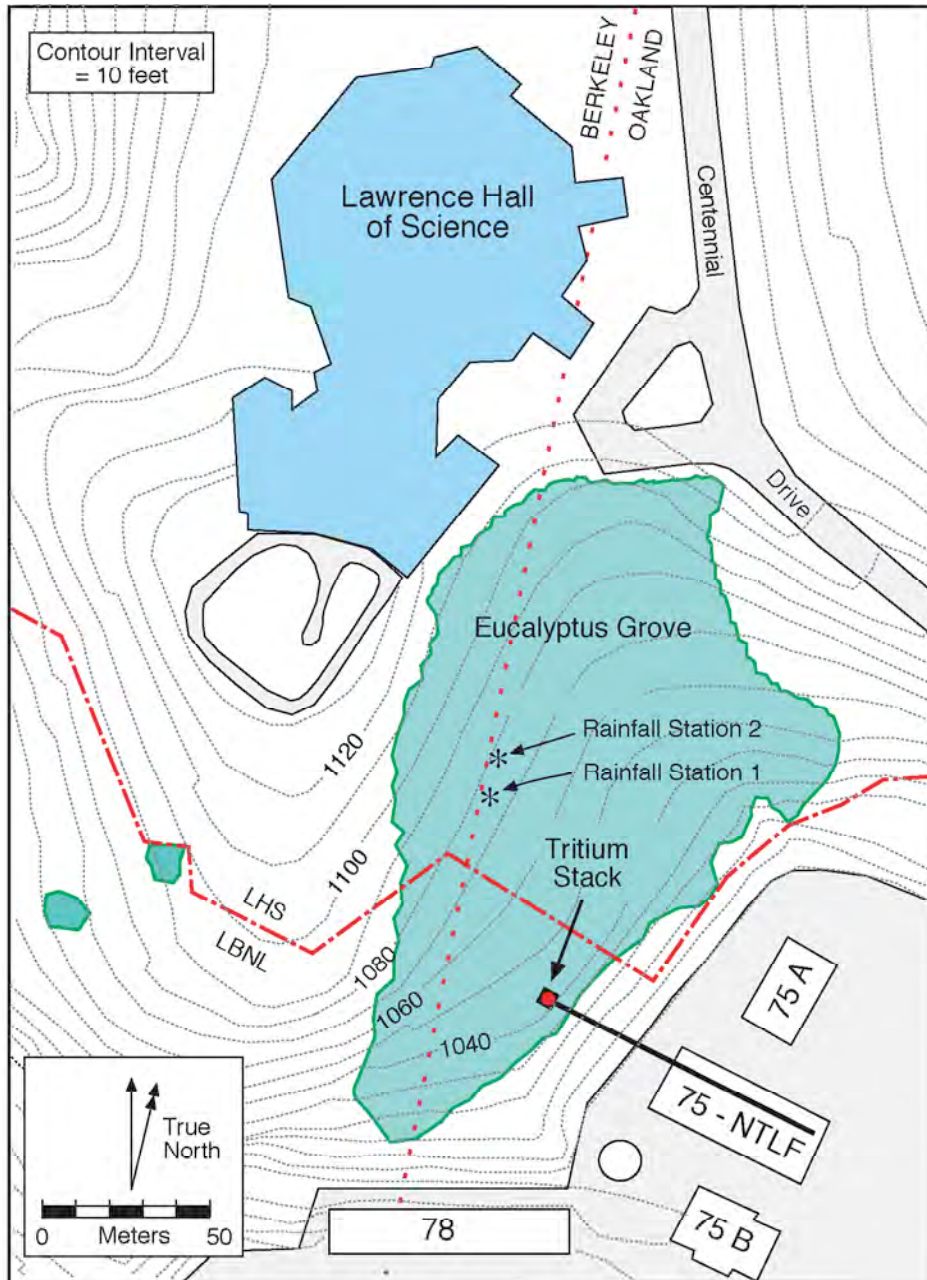 Contour Interval
= 10 feet
BERKELEY
OAKLAND
Centennial
Lawrence Hall
of Science
Drive
Eucalyptus Grove
Rainfall Station 2
Rainfall Station 1
1120
1100
1080
1060
1040
Tritium
Stack
LHS
LBNL
75 A
75 - NTLF
75 B
78
True
North
0 Meters 50